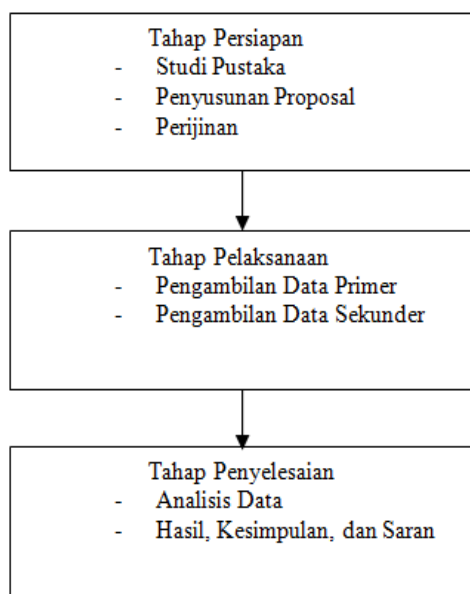 Tahap Persiapan
- Studi Pustaka
- Penyusunan Proposal
- Perijinan
Tahap Pelaksanaan
- Pengambilan Data Primer
- Pengambilan Data Sekunder
Tahap Penyelesaian
- Analisis Data
- Hasil, Kesimpulan, dan Saran